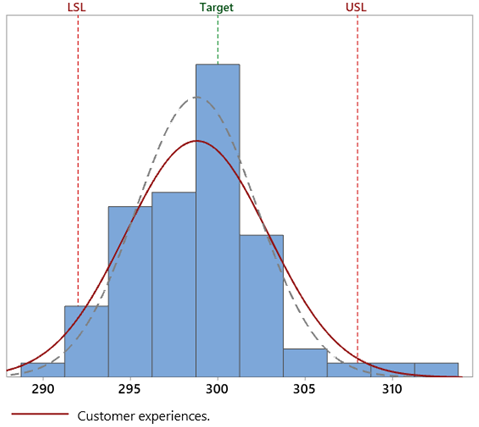 LSL Target USL
290 295 300 305 310
Customer experiences.